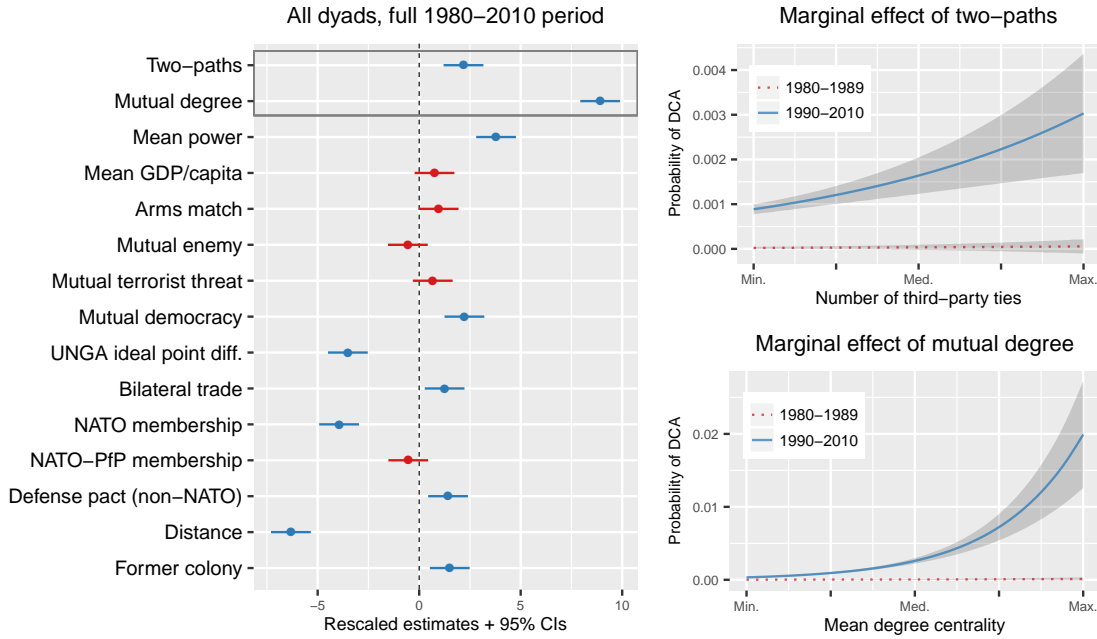 All dyads, full 1980−2010 period
Two−paths
Mutual degree
Mean power
Mean GDP/capita
Arms match
Mutual enemy
Mutual terrorist threat
Mutual democracy
UNGA ideal point diff.
Bilateral trade
NATO membership
NATO−PfP membership
Defense pact (non−NATO)
Distance
Former colony
−5 0 5 10
Rescaled estimates + 95% CIs
Marginal effect of two−paths
Probability of DCA
0.004
0.003
0.002
0.001
0.000
1980−1989
1990−2010
Min. Med. Max.
Number of third−party ties
Marginal effect of mutual degree
Probability of DCA
0.02
0.01
0.00
1980−1989
1990−2010
Min. Med. Max.
Mean degree centrality